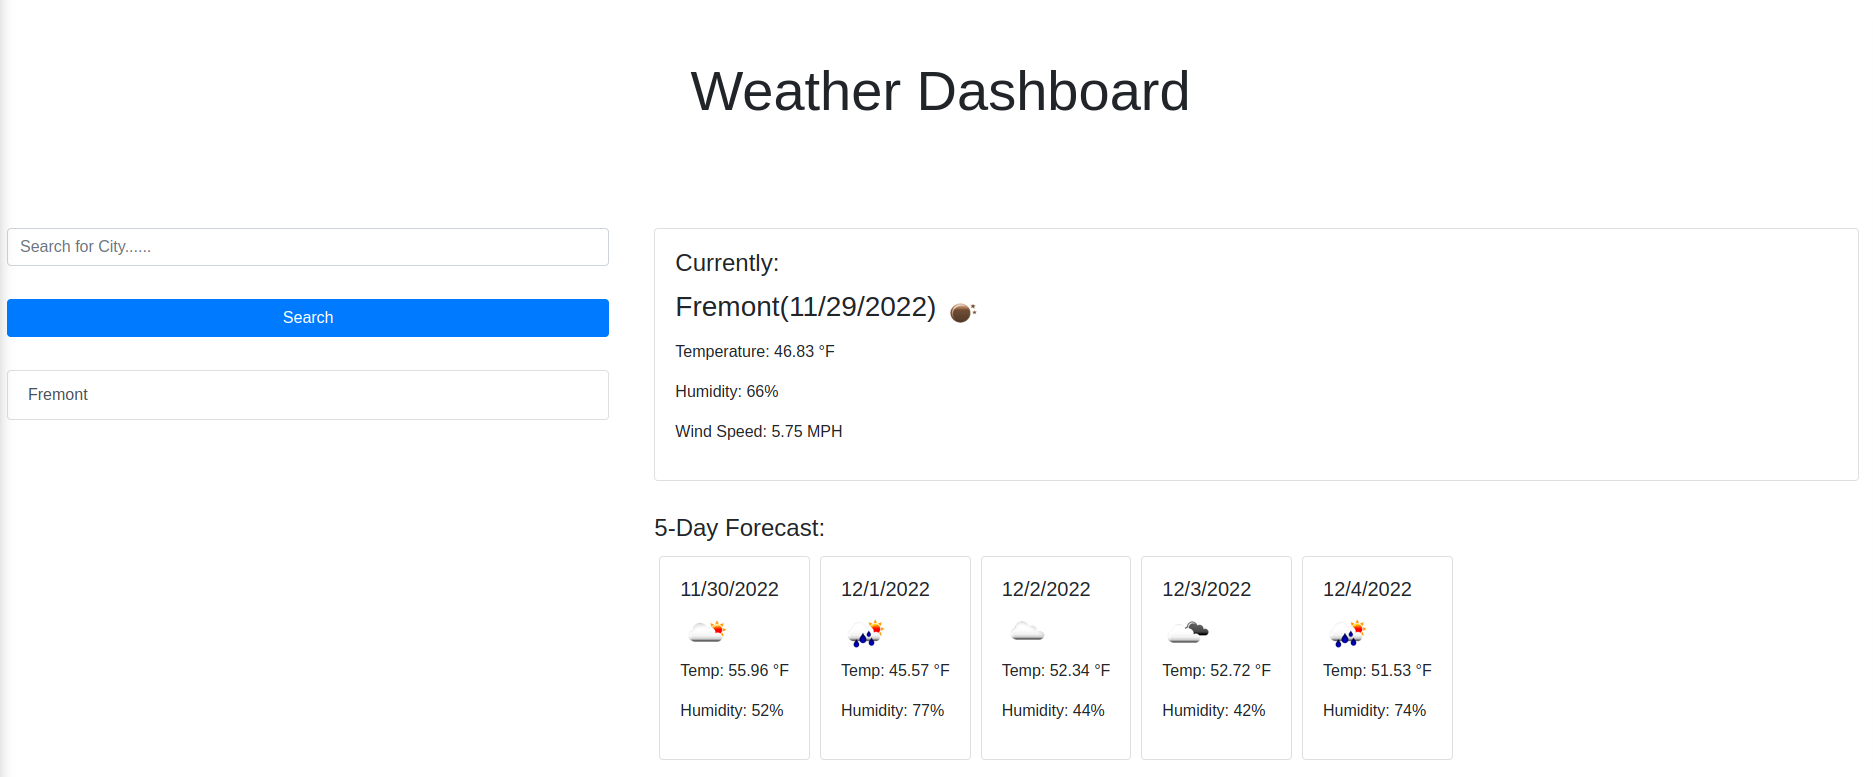 Weather Dashboard
Search for City......
Search
Fremont
Currently:
Fremont(11/29/2022)
Temperature: 46.83 °F
Humidity: 66%
Wind Speed: 5.75 MPH
5-Day Forecast:
11/30/2022
Temp: 55.96 °F
Humidity: 52%
12/1/2022
Temp: 45.57 °F
Humidity: 77%
12/2/2022
Temp: 52.34 °F
Humidity: 44%
12/3/2022
Temp: 52.72 °F
Humidity: 42%
12/4/2022
Temp: 51.53 °F
Humidity: 74%